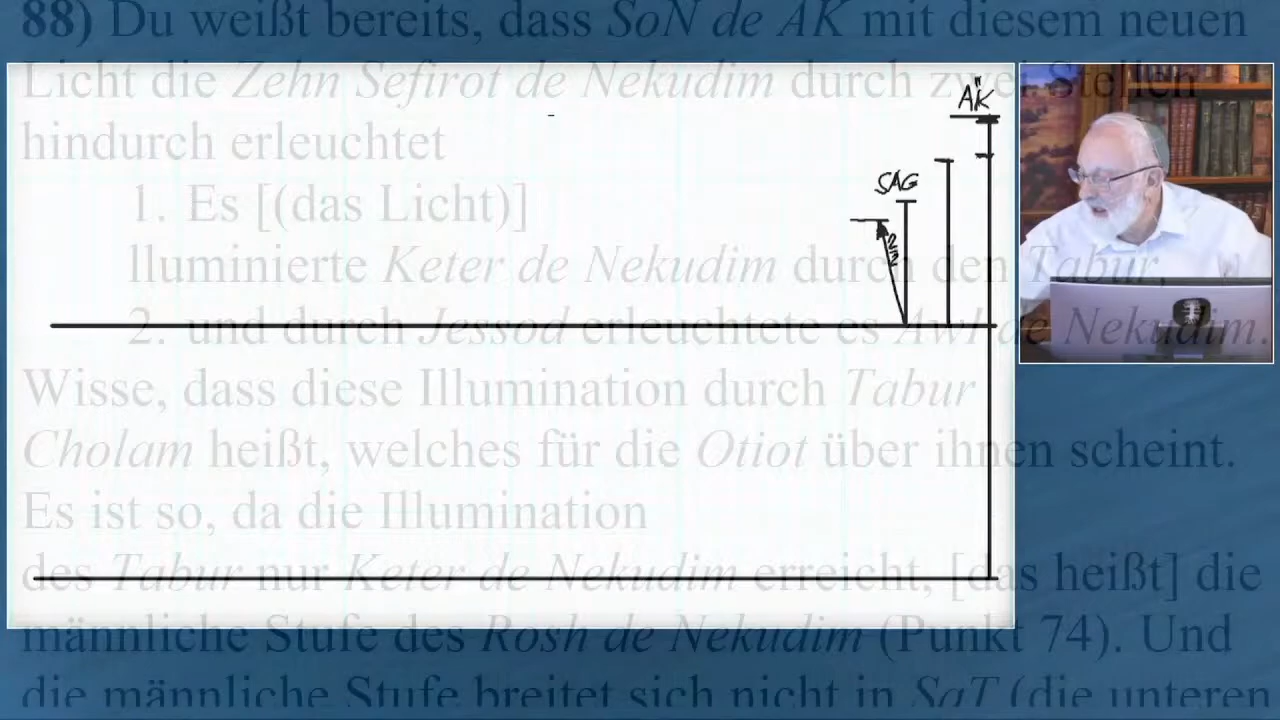 88) Du weißt bereits, dass SoN de AK mit diesem neuen
Licht die Zehn Sefirot de Nekudim durch zwei Stellen
hindurch erleuchtet
1. Es [(das Licht)]
lluminierte Keter de Nekudim durch den Tabur,
2. und durch Jessod erleuchtete es AwI de Nekudim.
Wisse, dass diese Illumination durch Tabur
Cholam heißt, welches für die Otiot über ihnen scheint.
Es ist so, da die Illumination
des Tabur nur Keter de Nekudim erreicht, [das heißt] die
männliche Stufe des Rosh de Nekudim (Punkt 74). Und
die männliche Stufe breitet sich nicht in SaT (die unteren
AK
SAG